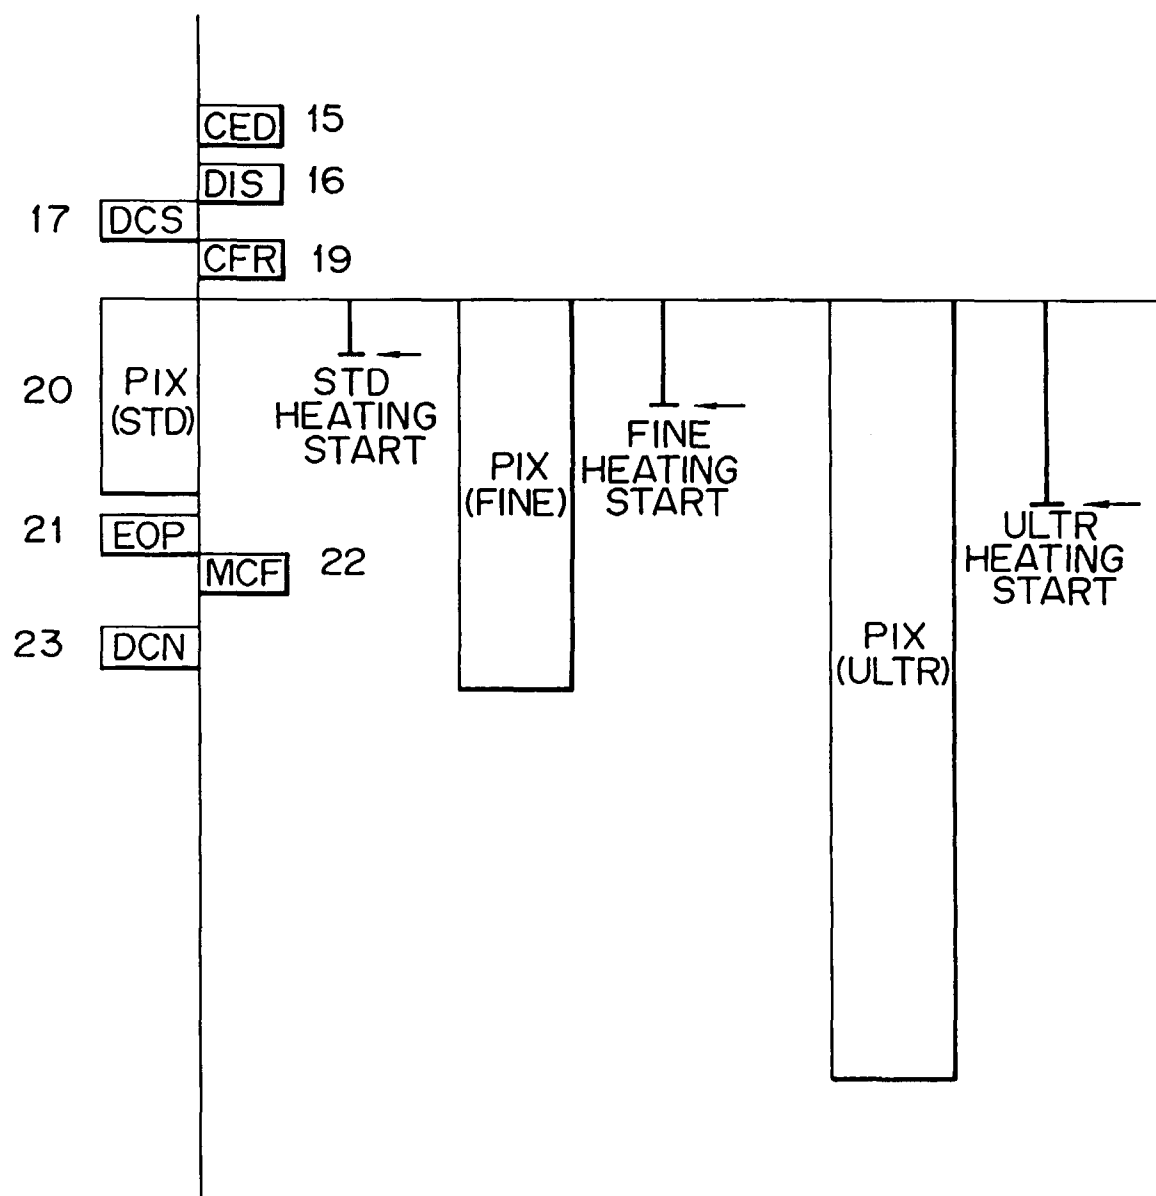 CED 15
DIS 16
17 DCS
CFR 19
20 PIX
(STD)
STD
HEATING
START
PIX
(FINE)
FINE
HEATING
START
ULTR
HEATING
START
21 EOP
MCF 22
23 DCN
PIX
(ULTR)